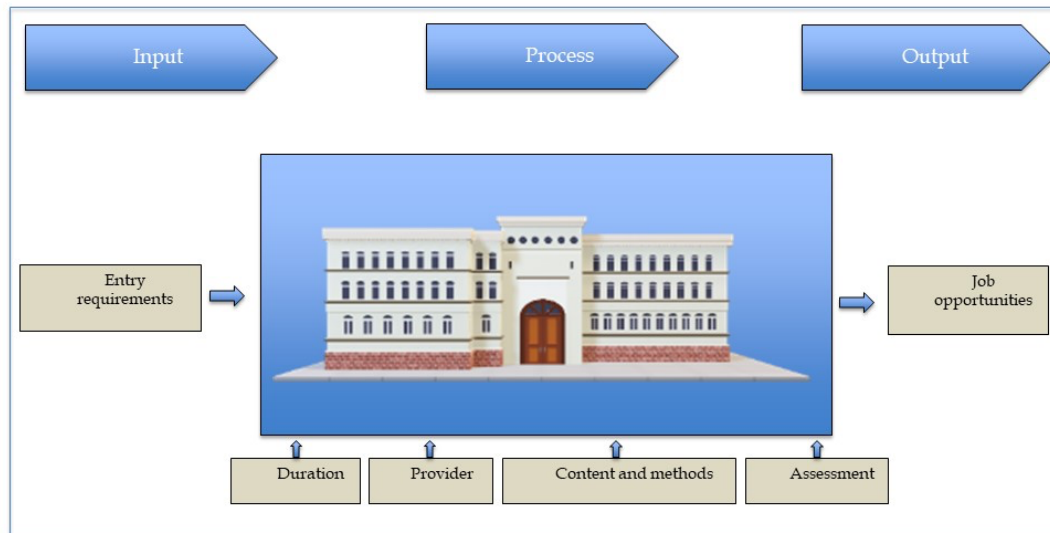 Input
Process
Output
Entry
requirements
Job
opportunities
Duration
Provider
Content and methods
Assessment